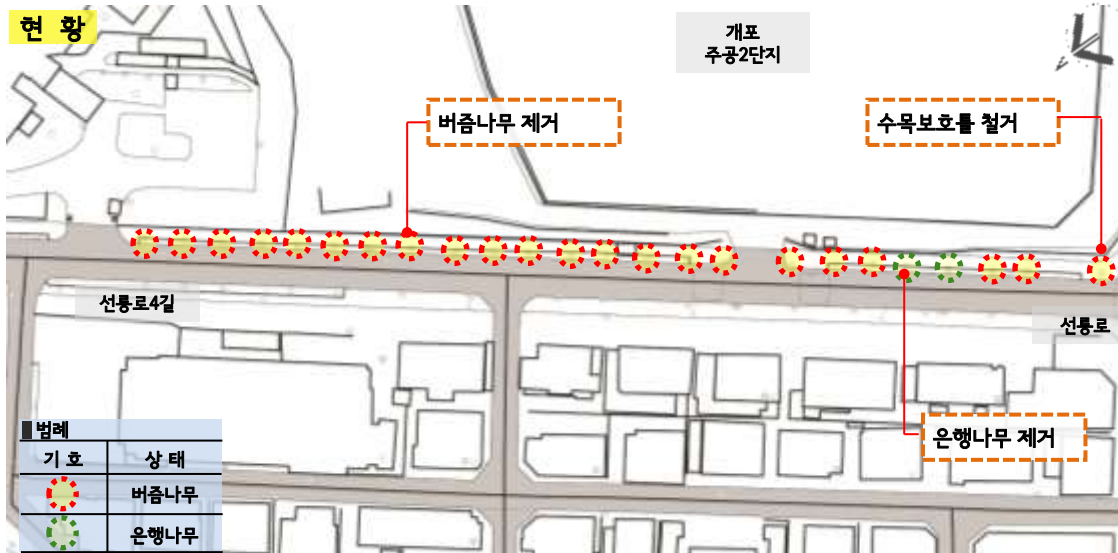 현 황
개포
주공2단지
버즘나무 제거
수목보호틀 철거
선릉로4길
선릉로
은행나무 제거
범례
기 호
상 태
버즘나무
은행나무